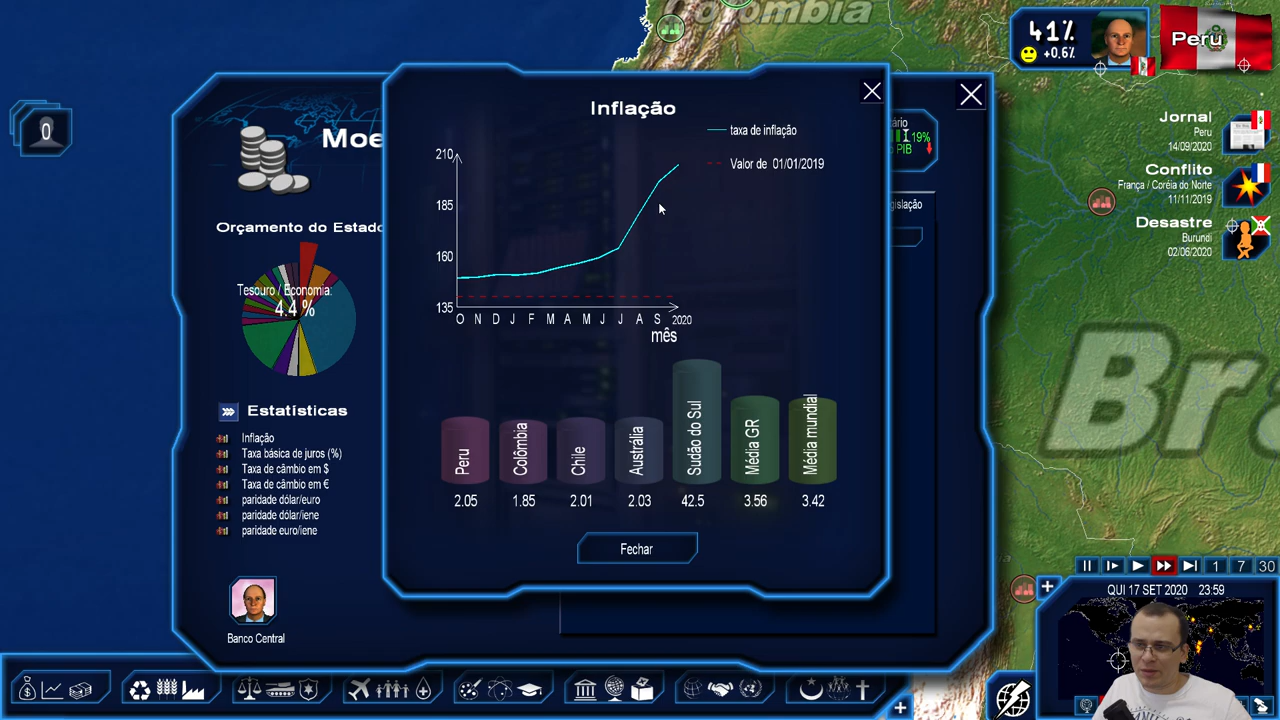 Colombia
41%
+0,6%
Peru
0
Moe
ário
19%
PIB
gislação
Inflação
taxa de inflação
Valor de 01/01/2019
210
185
160
135
O N D J F M A M J J A S 2020
mês
Peru
Colômbia
Chile
Austrália
Sudão do Sul
Média GR
Média mundial
2.05 1.85 2.01 2.03 42.5 3.56 3.42
Fechar
Orçamento do Estado
Tesouro / Economia:
4.4 %
Estatísticas
Inflação
Taxa básica de juros (%)
Taxa de câmbio em $
Taxa de câmbio em €
paridade dólar/euro
paridade dólar/iene
paridade euro/iene
Banco Central
Jornal
Peru
14/09/2020
Conflito
França / Coréia do Norte
11/11/2019
Desastre
Burundi
02/06/2020
Bra
1 7 30
QUI 17 SET 2020 23:59